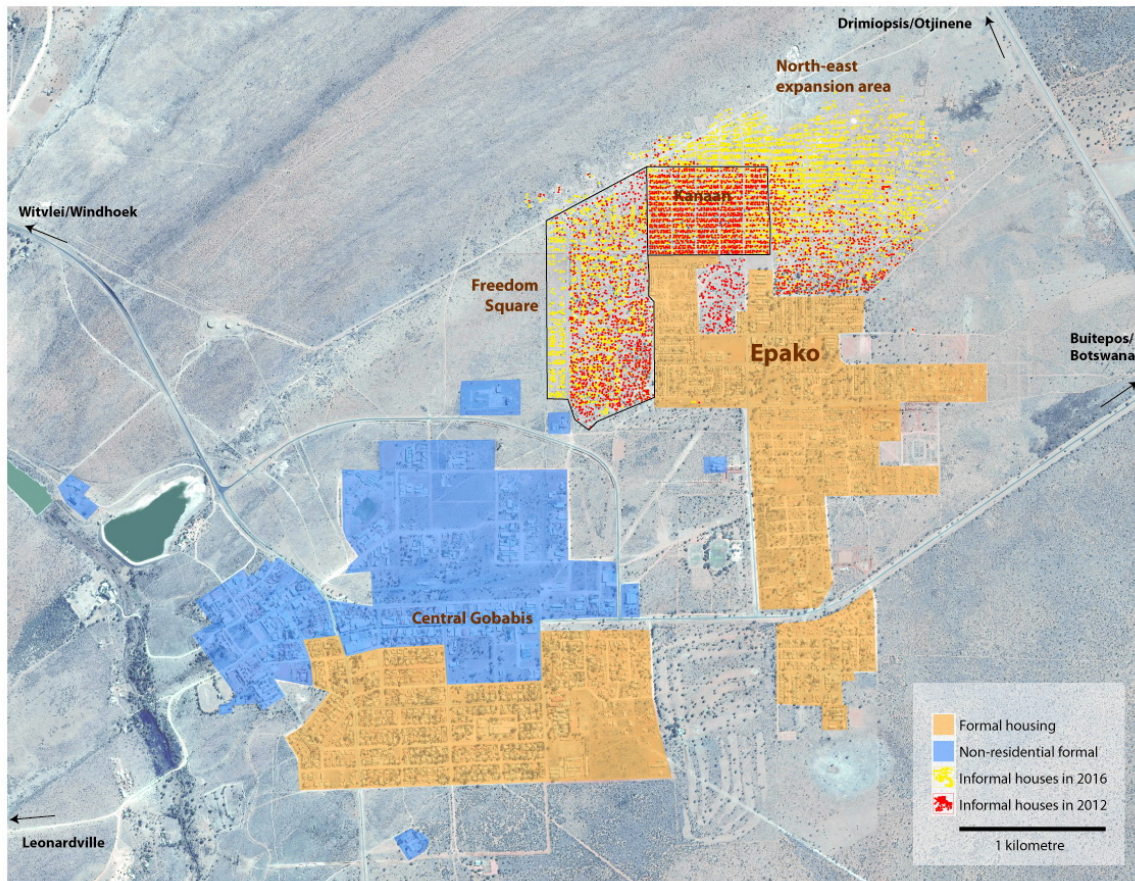 Drimiopsis/Otjinene
North-east
expansion area
Kanaan
Witvlei/Windhoek
Freedom
Square
Epako
Buitepos/
Botswana
Central Gobabis
Formal housing
Non-residential formal
Informal houses in 2016
Informal houses in 2012
1 kilometre
Leonardville